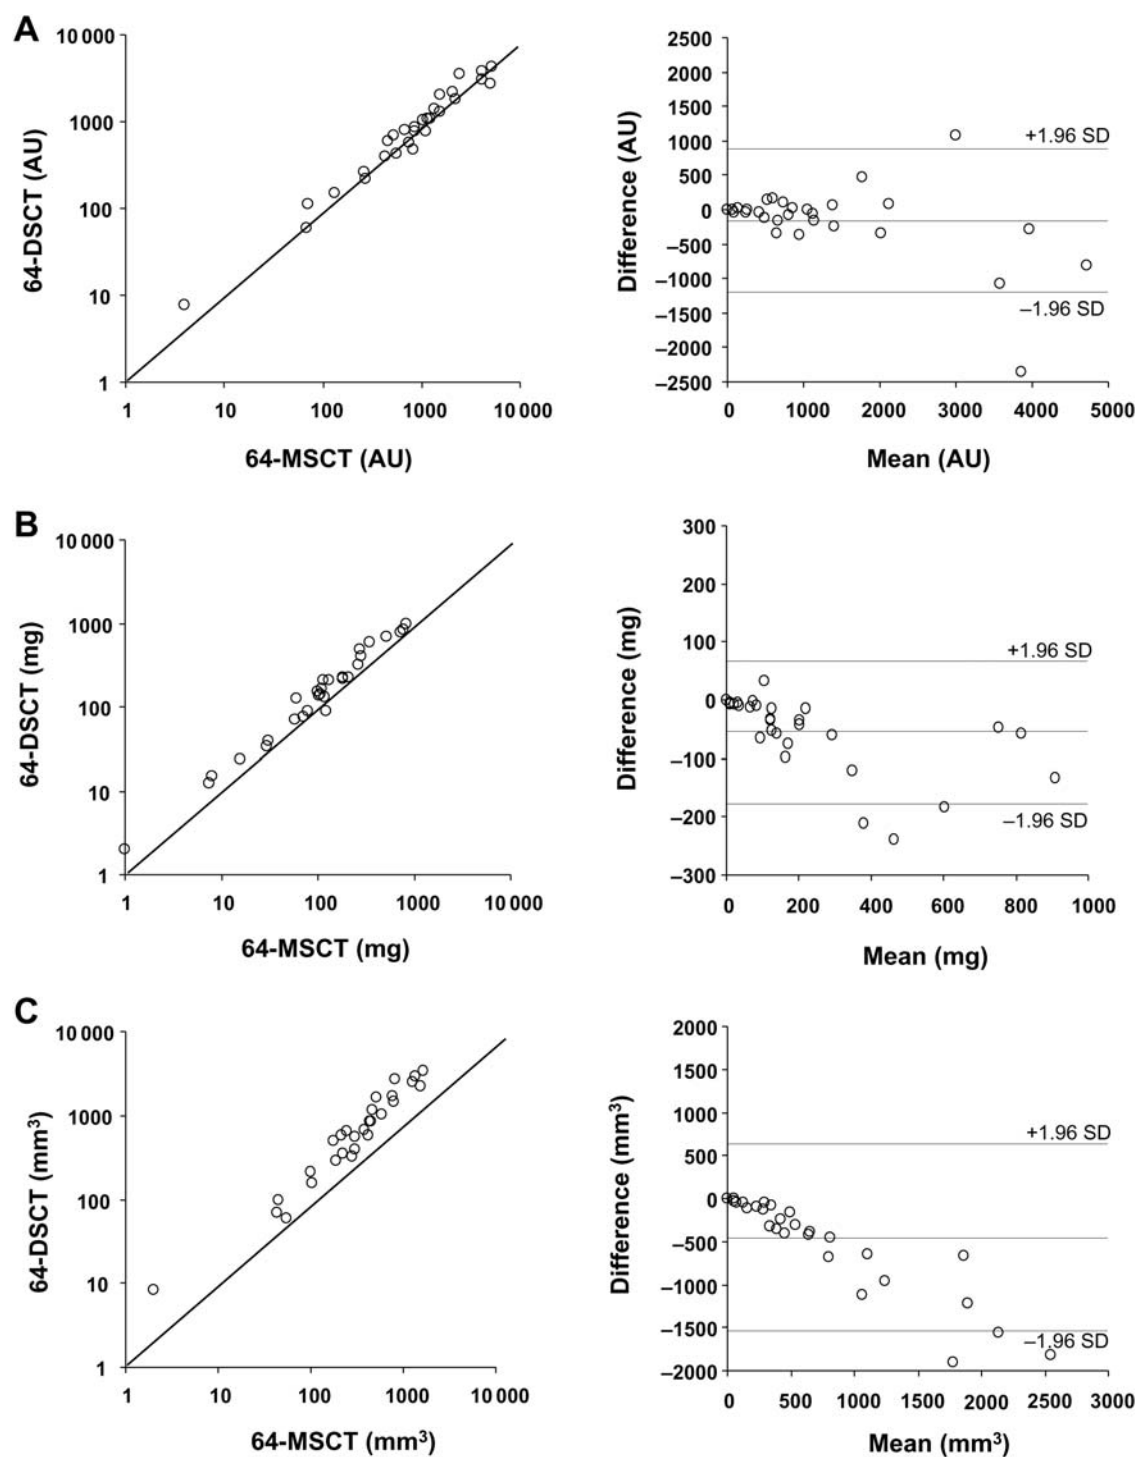 A
10 000
1000
100
10
1
64-DSCT (AU)
1 10 100 1000 10 000
64-MSCT (AU)
2500
2000
1500
1000
500
0
–500
–1000
–1500
–2000
–2500
Difference (AU)
+1.96 SD
–1.96 SD
0 1000 2000 3000 4000 5000
Mean (AU)
B
10 000
1000
100
10
1
64-DSCT (mg)
1 10 100 1000 10 000
64-MSCT (mg)
300
200
100
0
–100
–200
–300
Difference (mg)
+1.96 SD
–1.96 SD
0 200 400 600 800 1000
Mean (mg)
C
10 000
1000
100
10
1
64-DSCT (mm³)
1 10 100 1000 10 000
64-MSCT (mm³)
2000
1500
1000
500
0
–500
–1000
–1500
–2000
Difference (mm³)
+1.96 SD
–1.96 SD
0 500 1000 1500 2000 2500 3000
Mean (mm³)